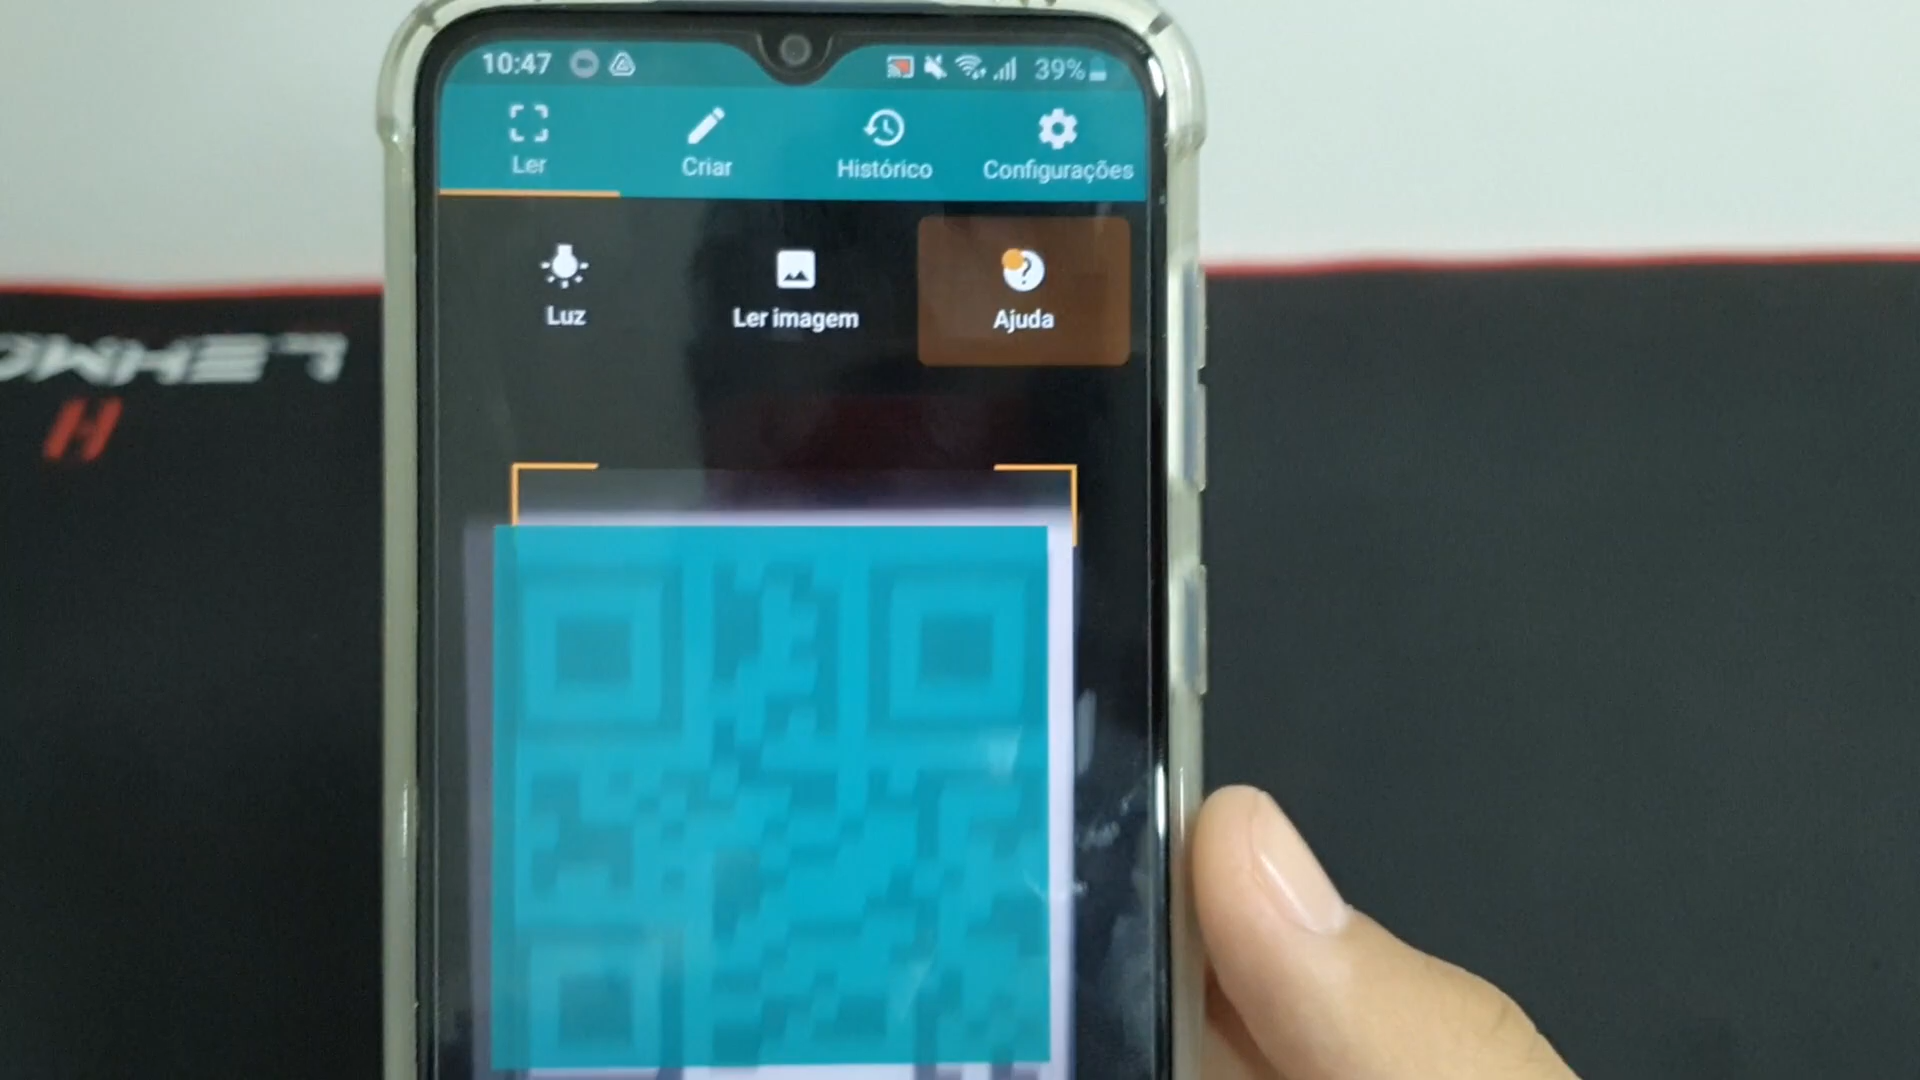 10:47
39%
Ler
Criar
Histórico
Configurações
Luz
Ler imagem
Ajuda